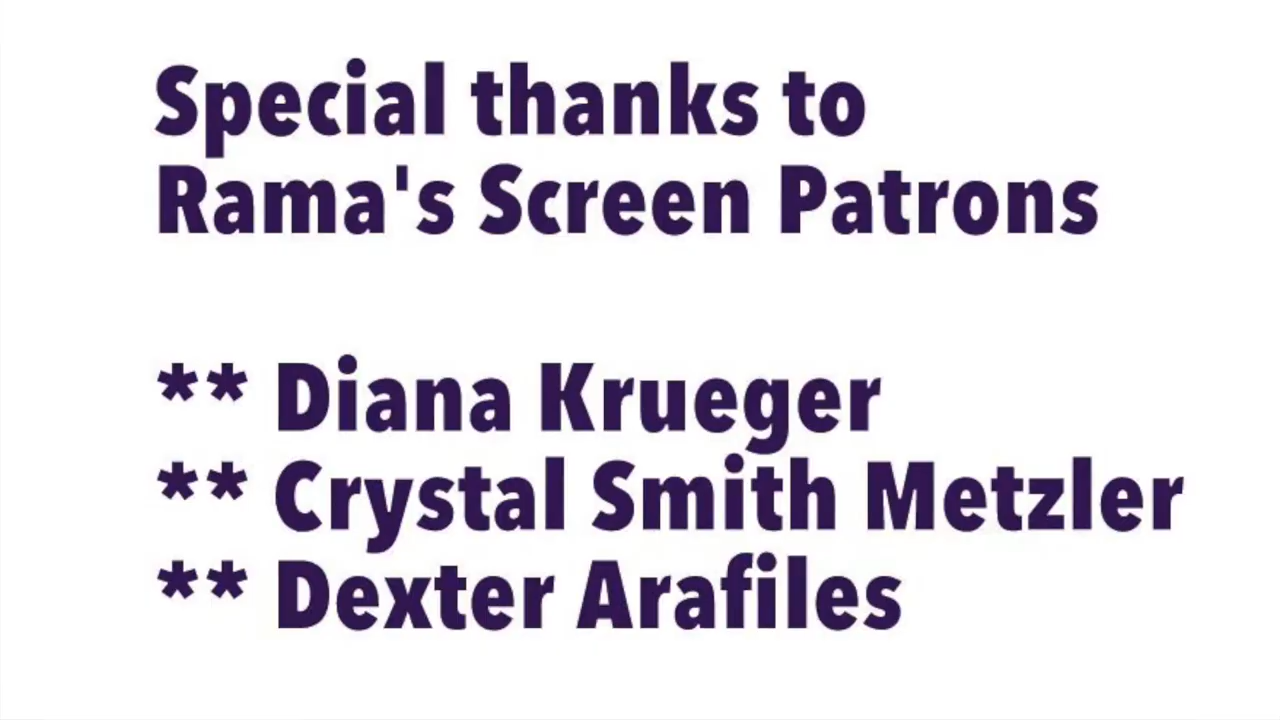 Special thanks to
Rama's Screen Patrons
** Diana Krueger
** Crystal Smith Metzler
** Dexter Arafiles